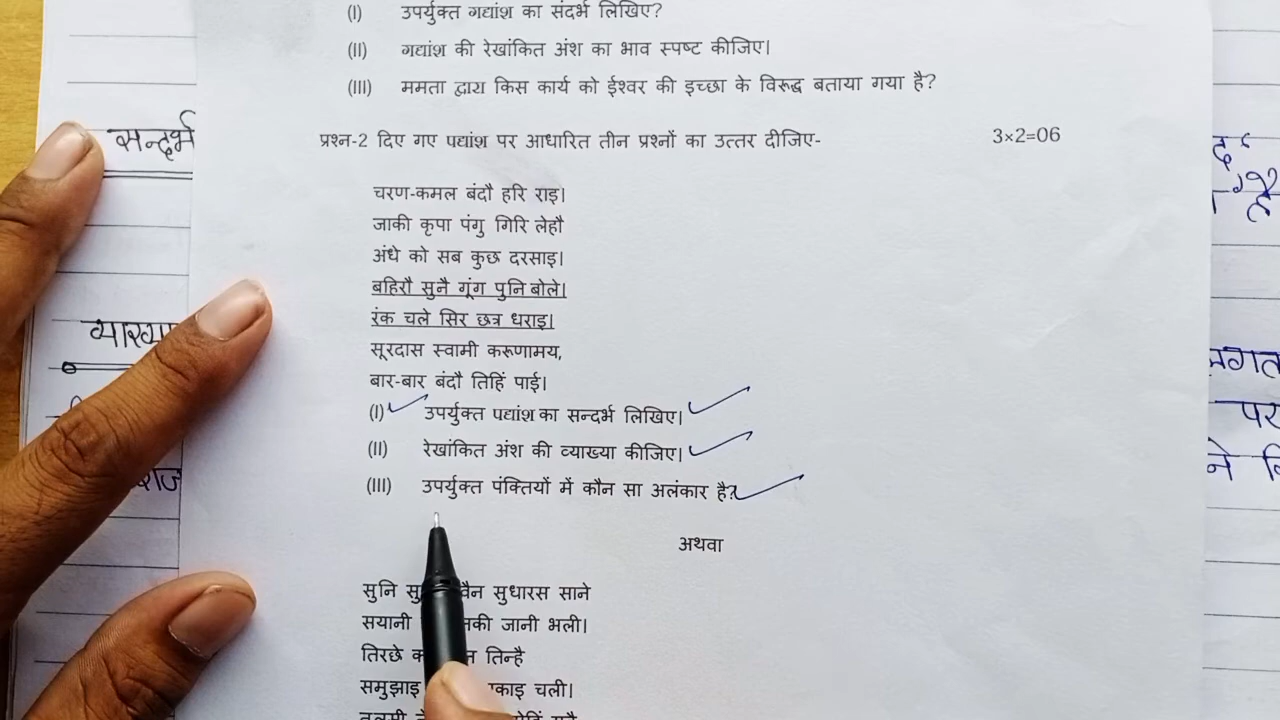 (I) उपर्युक्त गद्यांश का संदर्भ लिखिए?
(II) गद्यांश की रेखांकित अंश का भाव स्पष्ट कीजिए।
(III) ममता द्वारा किस कार्य को ईश्वर की इच्छा के विरूद्ध बताया गया है?
सन्दर्भ
प्रश्न-2 दिए गए पद्यांश पर आधारित तीन प्रश्नों का उत्तर दीजिए- 3×2=06
चरण-कमल बंदौ हरि राइ।
जाकी कृपा पंगु गिरि लेहौ
अंधे को सब कुछ दरसाइ।
बहिरौ सुनै गूंग पुनि बोले।
रंक चले सिर छत्र धराइ।
सूरदास स्वामी करूणामय,
बार-बार बंदौ तिहिं पाई।
(I) उपर्युक्त पद्यांश का सन्दर्भ लिखिए।
(II) रेखांकित अंश की व्याख्या कीजिए।
(III) उपर्युक्त पंक्तियों में कौन सा अलंकार है?
अथवा
सुनि वैन सुधारस साने
सयानी जानी भली।
तिरछे तिन्है
समुझाइ चली।
है
पर
ने